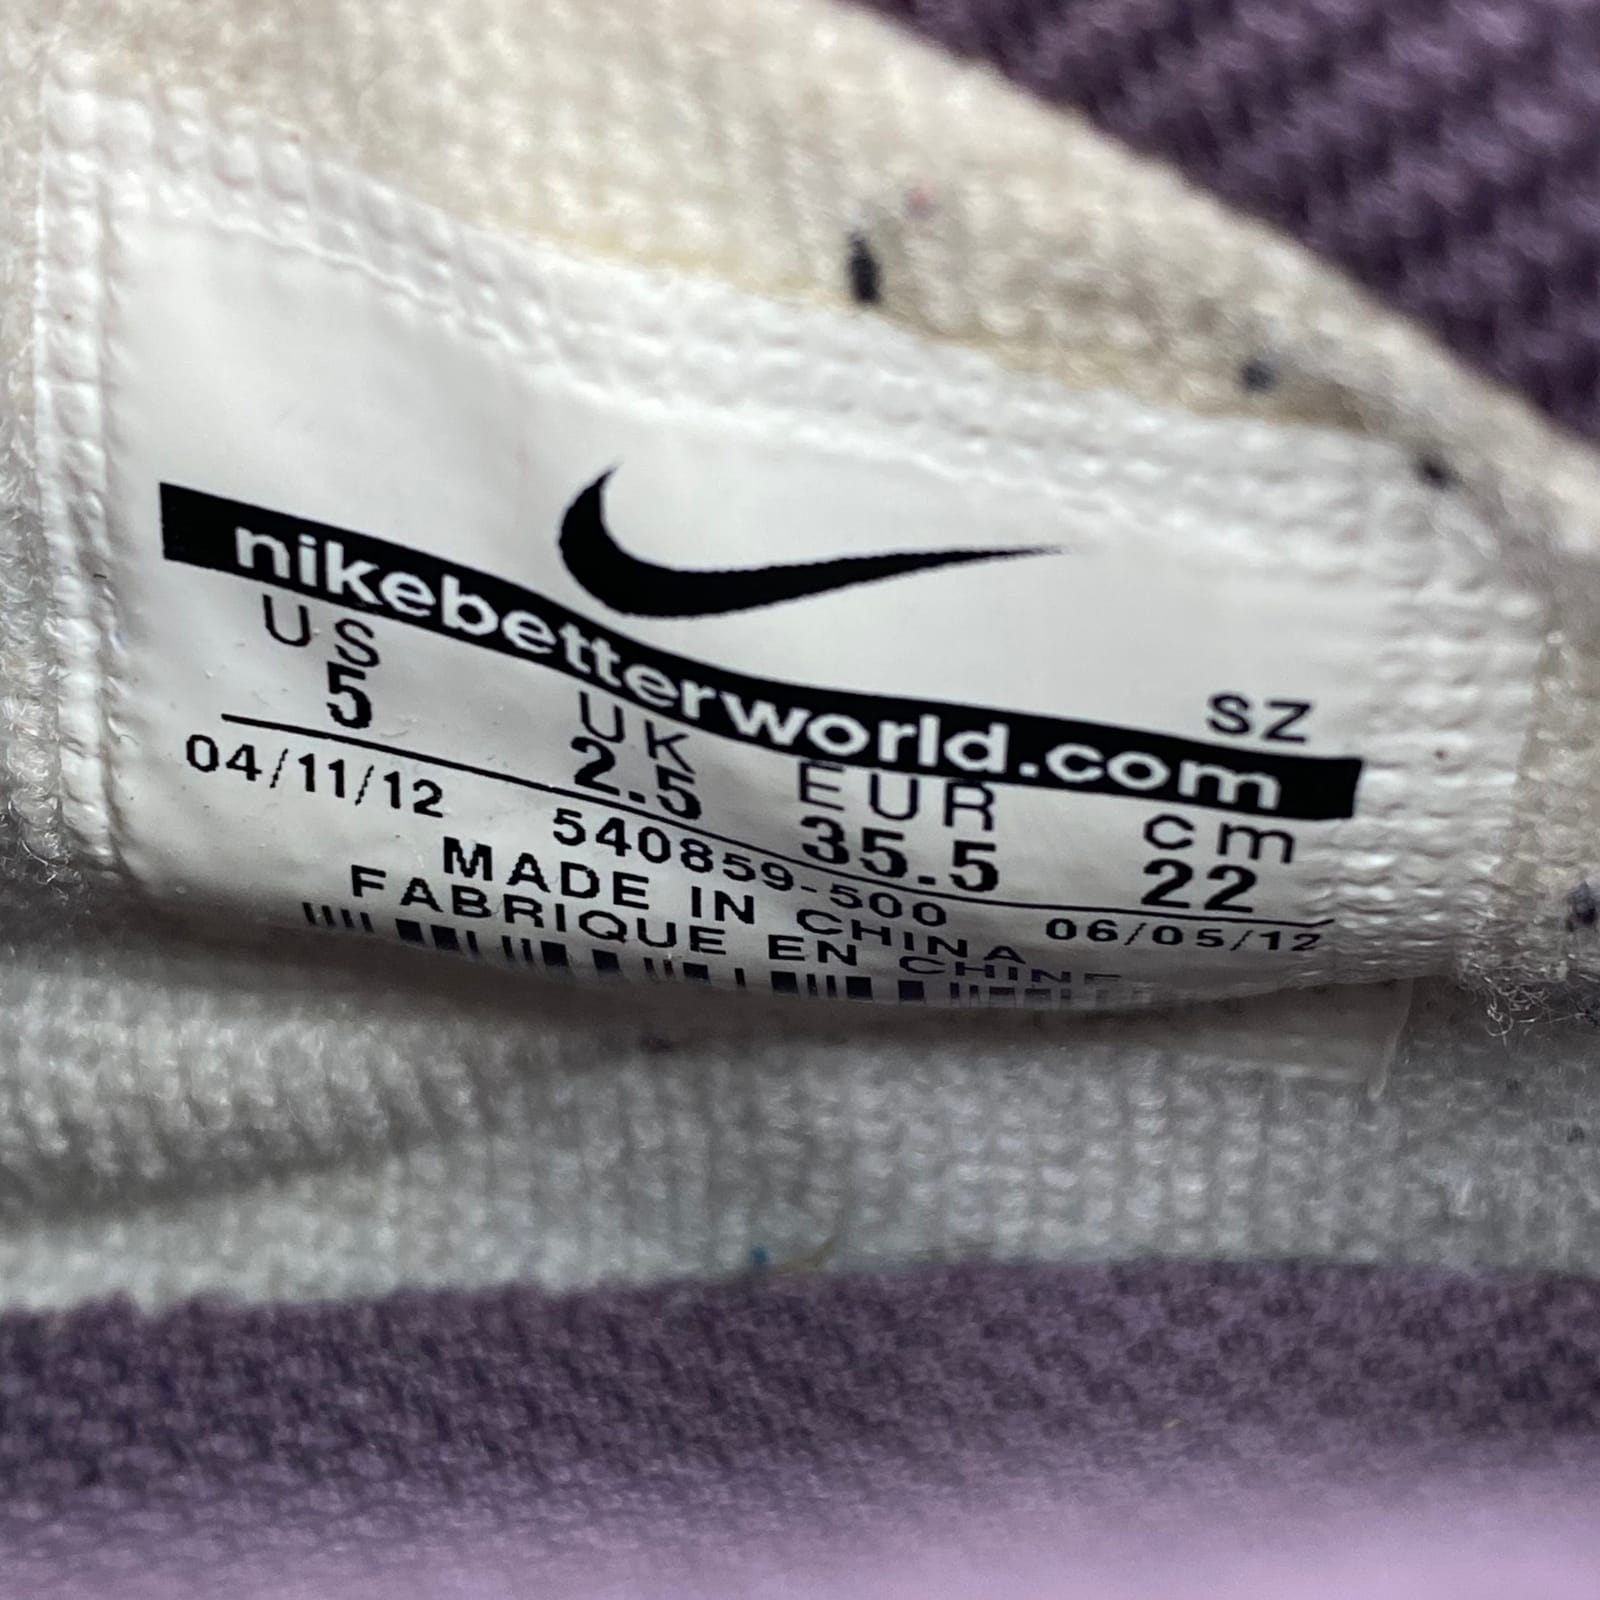 nikebetterworld.com
SZ
US UK EUR cm
5 2.5 35.5 22
04/11/12 540859-500 06/05/12
MADE IN CHINA
FABRIQUE EN CHINE